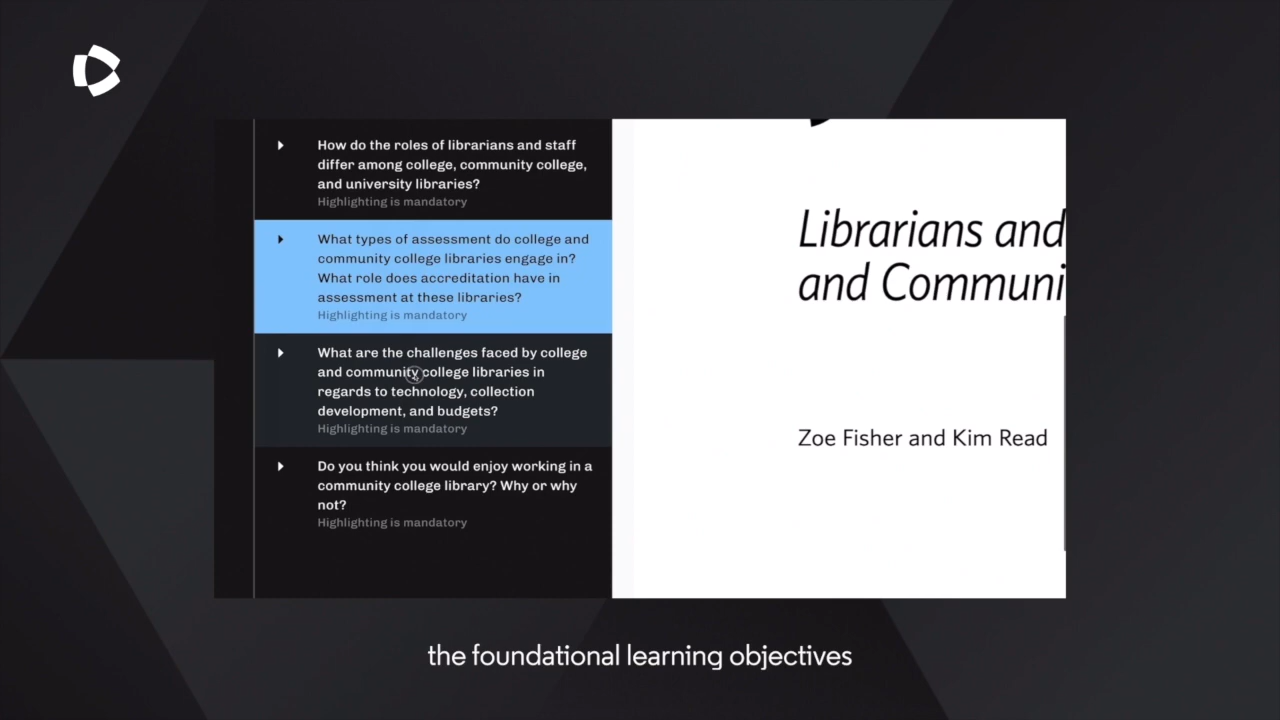 How do the roles of librarians and staff
differ among college, community college,
and university libraries?
Highlighting is mandatory
What types of assessment do college and
community college libraries engage in?
What role does accreditation have in
assessment at these libraries?
Highlighting is mandatory
What are the challenges faced by college
and community college libraries in
regards to technology, collection
development, and budgets?
Highlighting is mandatory
Do you think you would enjoy working in a
community college library? Why or why
not?
Highlighting is mandatory
Librarians and
and Communi
Zoe Fisher and Kim Read
the foundational learning objectives